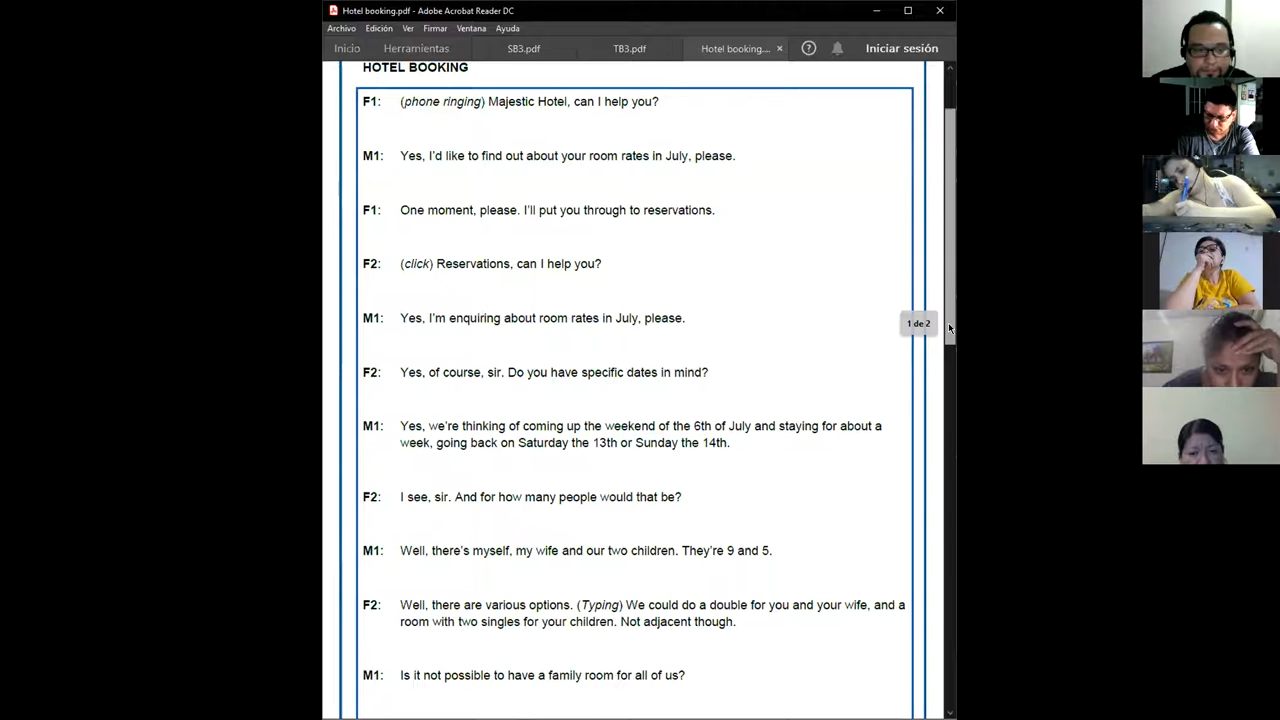 Hotel booking.pdf - Adobe Acrobat Reader DC
Archivo Edición Ver Firmar Ventana Ayuda
Inicio Herramientas SB3.pdf TB3.pdf Hotel booking.... × ? Iniciar sesión
HOTEL BOOKING
F1: (phone ringing) Majestic Hotel, can I help you?
M1: Yes, I'd like to find out about your room rates in July, please.
F1: One moment, please. I'll put you through to reservations.
F2: (click) Reservations, can I help you?
M1: Yes, I'm enquiring about room rates in July, please.
1 de 2
F2: Yes, of course, sir. Do you have specific dates in mind?
M1: Yes, we're thinking of coming up the weekend of the 6th of July and staying for about a
week, going back on Saturday the 13th or Sunday the 14th.
F2: I see, sir. And for how many people would that be?
M1: Well, there's myself, my wife and our two children. They're 9 and 5.
F2: Well, there are various options. (Typing) We could do a double for you and your wife, and a
room with two singles for your children. Not adjacent though.
M1: Is it not possible to have a family room for all of us?